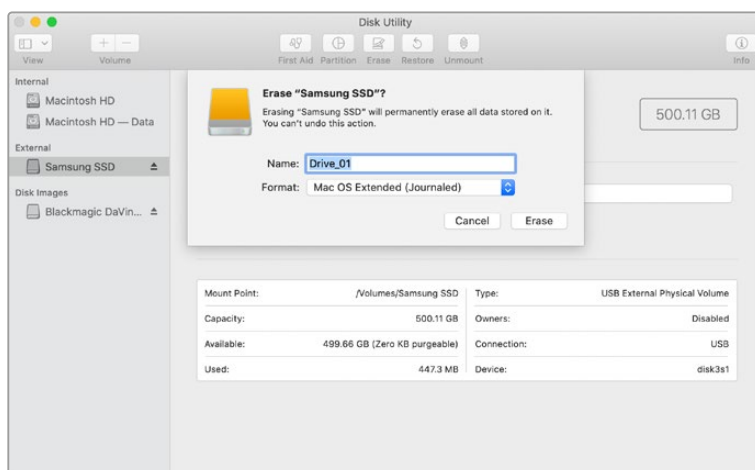 Disk Utility
View
Volume
First Aid
Partition
Erase
Restore
Unmount
Info
Internal
Macintosh HD
Macintosh HD — Data
External
Samsung SSD
Disk Images
Blackmagic DaVin...
Erase “Samsung SSD”?
Erasing “Samsung SSD” will permanently erase all data stored on it.
You can’t undo this action.
Name: Drive_01
Format: Mac OS Extended (Journaled)
Cancel
Erase
500.11 GB
Mount Point: /Volumes/Samsung SSD
Capacity: 500.11 GB
Available: 499.66 GB (Zero KB purgeable)
Used: 447.3 MB
Type: USB External Physical Volume
Owners: Disabled
Connection: USB
Device: disk3s1